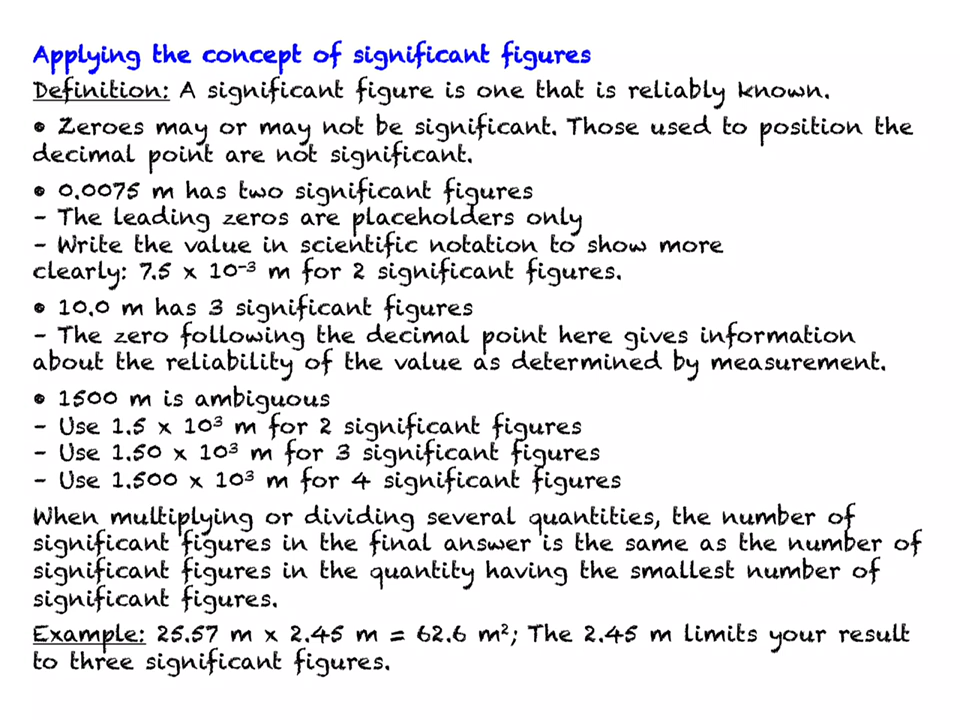 Applying the concept of significant figures
Definition: A significant figure is one that is reliably known.
• Zeroes may or may not be significant. Those used to position the
decimal point are not significant.
• 0.0075 m has two significant figures
– The leading zeros are placeholders only
– Write the value in scientific notation to show more
clearly: 7.5 x 10⁻³ m for 2 significant figures.
• 10.0 m has 3 significant figures
– The zero following the decimal point here gives information
about the reliability of the value as determined by measurement.
• 1500 m is ambiguous
– Use 1.5 x 10³ m for 2 significant figures
– Use 1.50 x 10³ m for 3 significant figures
– Use 1.500 x 10³ m for 4 significant figures
When multiplying or dividing several quantities, the number of
significant figures in the final answer is the same as the number of
significant figures in the quantity having the smallest number of
significant figures.
Example: 25.57 m x 2.45 m = 62.6 m²; The 2.45 m limits your result
to three significant figures.